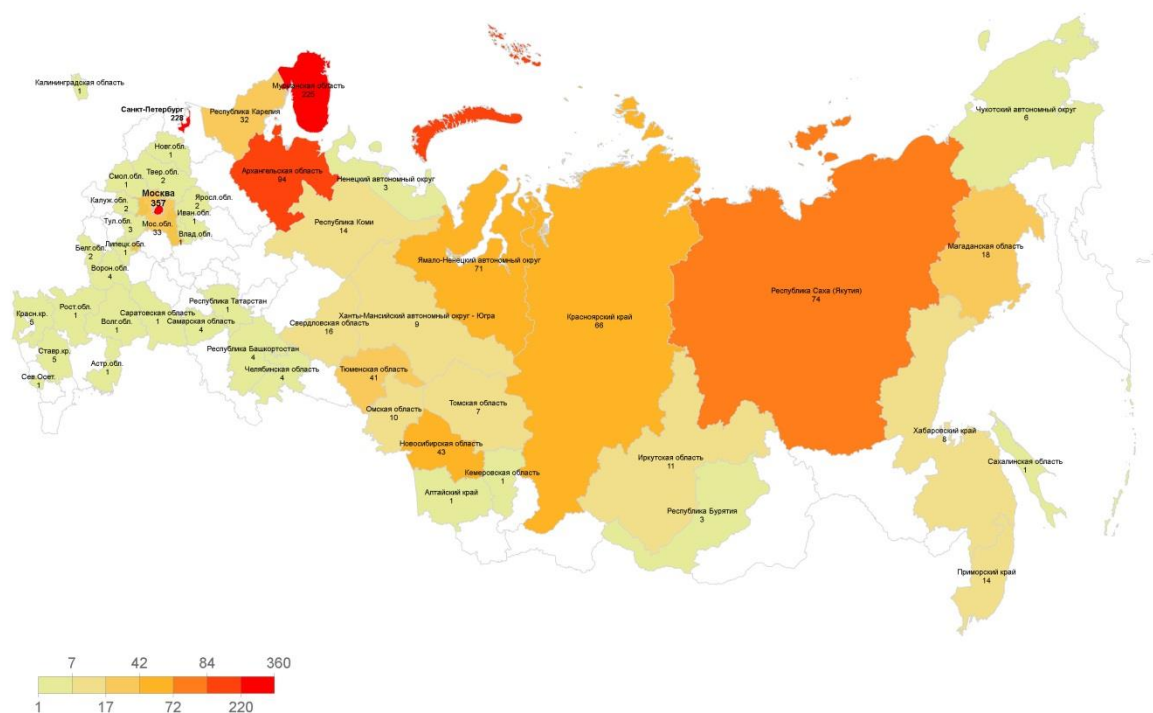 Калининградская область
1
Санкт-Петербург
228
Мурманская область
225
Республика Карелия
32
Чукотский автономный округ
6
Новг.обл.
1
Архангельская область
94
Ненецкий автономный округ
3
Смол.обл.
1
Твер.обл.
2
Москва
357
Яросл.обл.
2
Калуж.обл.
2
Иван.обл.
1
Тул.обл.
3
Мос.обл.
33
Влад.обл.
1
Республика Коми
14
Белг.обл.
2
Липецк.обл.
1
Ворон.обл.
4
Ямало-Ненецкий автономный округ
71
Магаданская область
18
Республика Саха (Якутия)
74
Республика Татарстан
1
Красн.кр.
5
Рост.обл.
1
Волг.обл.
1
Саратовская область
1
Самарская область
4
Ханты-Мансийский автономный округ - Югра
9
Свердловская область
16
Красноярский край
66
Ставр.кр.
5
Астр.обл.
1
Республика Башкортостан
4
Челябинская область
4
Сев.Осет.
1
Тюменская область
41
Омская область
10
Томская область
7
Новосибирская область
43
Кемеровская область
1
Алтайский край
1
Иркутская область
11
Республика Бурятия
3
Хабаровский край
8
Сахалинская область
1
Приморский край
14
7 42 84 360
1 17 72 220